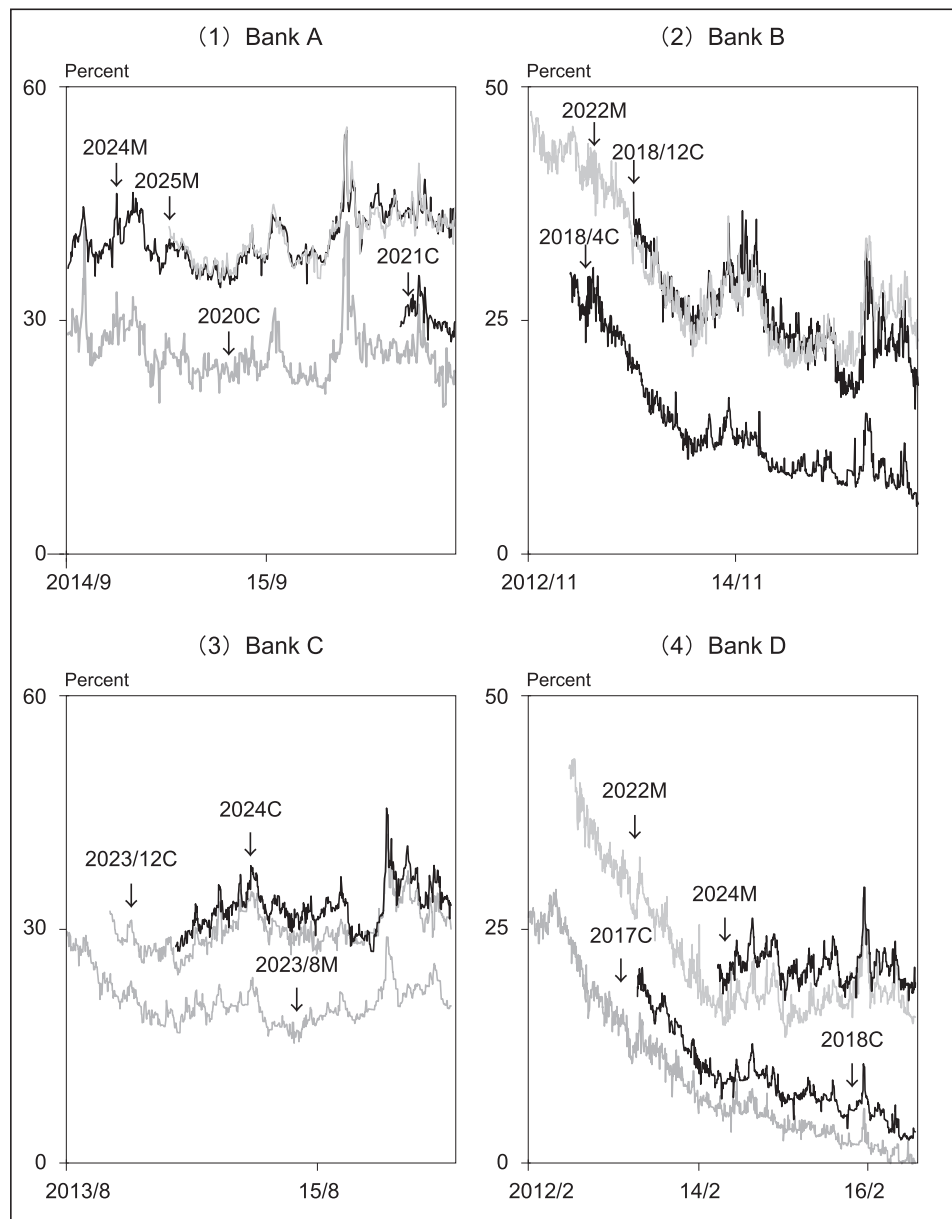 (1) Bank A
Percent
60
30
0
2024M
2025M
2020C
2021C
2014/9
15/9
(2) Bank B
Percent
50
25
0
2022M
2018/12C
2018/4C
2012/11
14/11
(3) Bank C
Percent
60
30
0
2024C
2023/12C
2023/8M
2013/8
15/8
(4) Bank D
Percent
50
25
0
2022M
2024M
2017C
2018C
2012/2
14/2
16/2